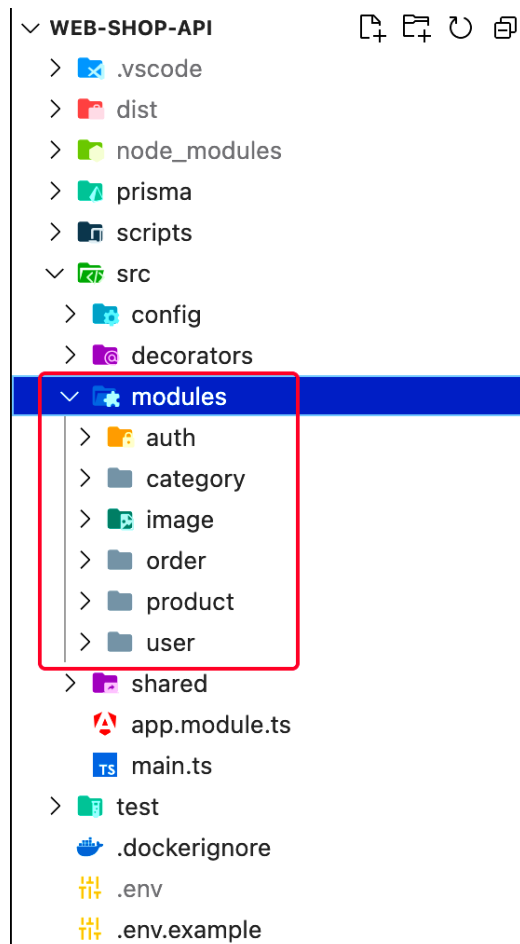 WEB-SHOP-API
.vscode
dist
node_modules
prisma
scripts
src
config
decorators
modules
auth
category
image
order
product
user
shared
app.module.ts
TS main.ts
test
.dockerignore
.env
.env.example